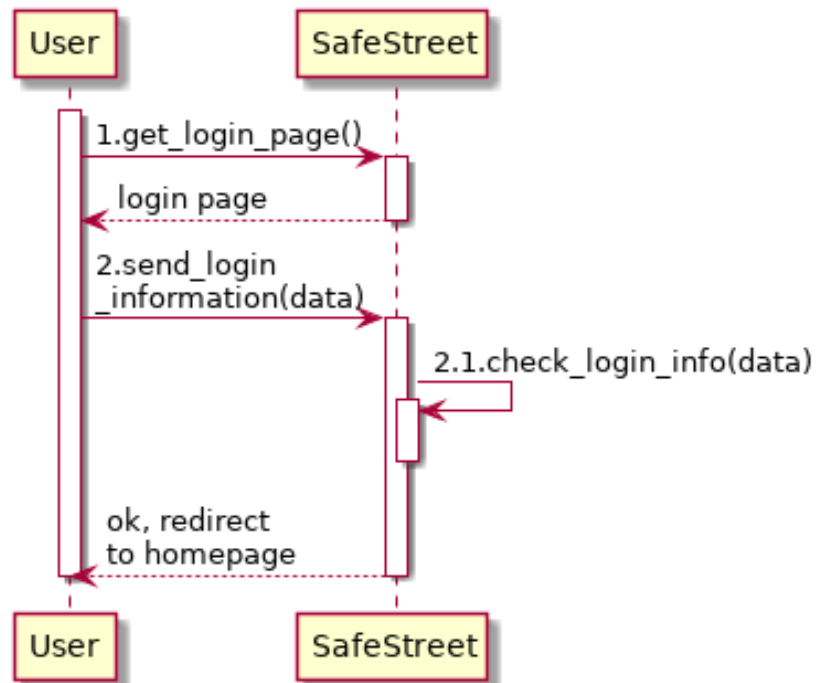 User
SafeStreet
1.get_login_page()
login page
2.send_login
_information(data)
2.1.check_login_info(data)
ok, redirect
to homepage
User
SafeStreet